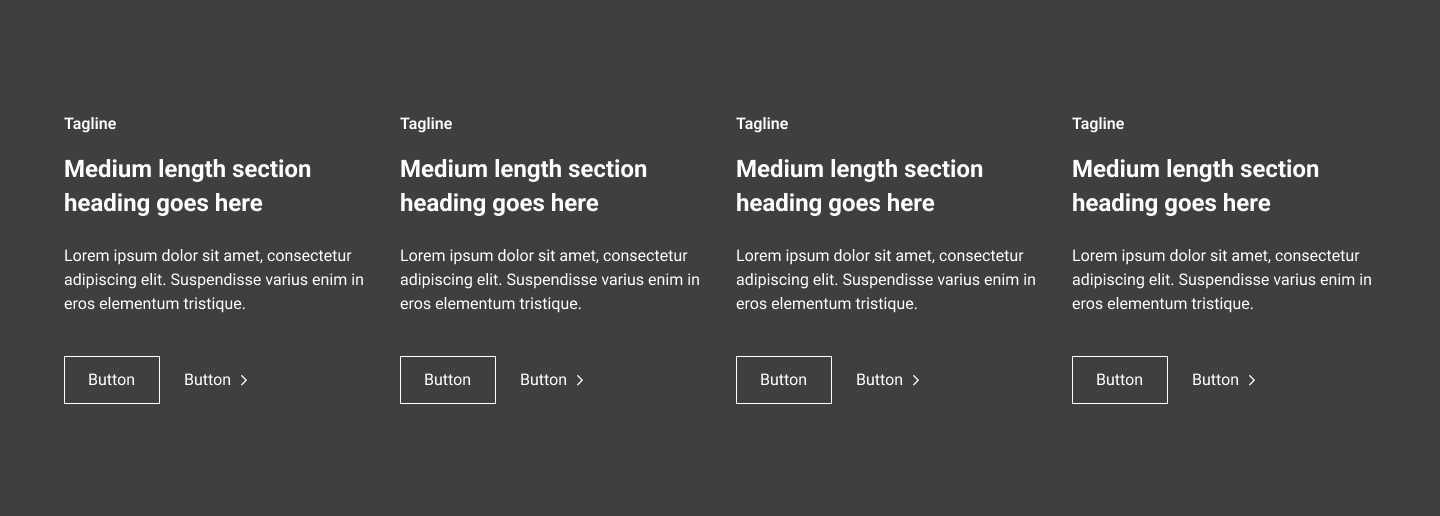 Tagline
Medium length section
heading goes here
Lorem ipsum dolor sit amet, consectetur
adipiscing elit. Suspendisse varius enim in
eros elementum tristique.
Button
Button
Tagline
Medium length section
heading goes here
Lorem ipsum dolor sit amet, consectetur
adipiscing elit. Suspendisse varius enim in
eros elementum tristique.
Button
Button
Tagline
Medium length section
heading goes here
Lorem ipsum dolor sit amet, consectetur
adipiscing elit. Suspendisse varius enim in
eros elementum tristique.
Button
Button
Tagline
Medium length section
heading goes here
Lorem ipsum dolor sit amet, consectetur
adipiscing elit. Suspendisse varius enim in
eros elementum tristique.
Button
Button